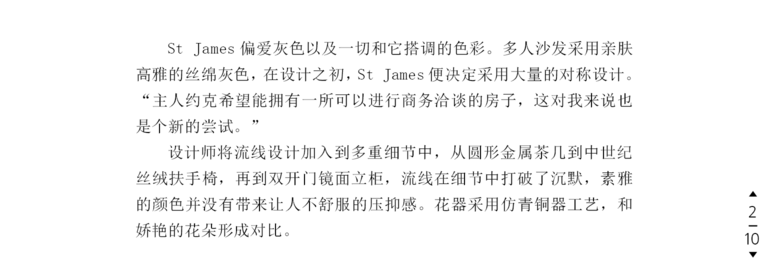 St James 偏爱灰色以及一切和它搭调的色彩。多人沙发采用亲肤
高雅的丝绵灰色，在设计之初，St James 便决定采用大量的对称设计。
“主人约克希望能拥有一所可以进行商务洽谈的房子，这对我来说也
是个新的尝试。”
设计师将流线设计加入到多重细节中，从圆形金属茶几到中世纪
丝绒扶手椅，再到双开门镜面立柜，流线在细节中打破了沉默，素雅
的颜色并没有带来让人不舒服的压抑感。花器采用仿青铜器工艺，和
娇艳的花朵形成对比。
2
10